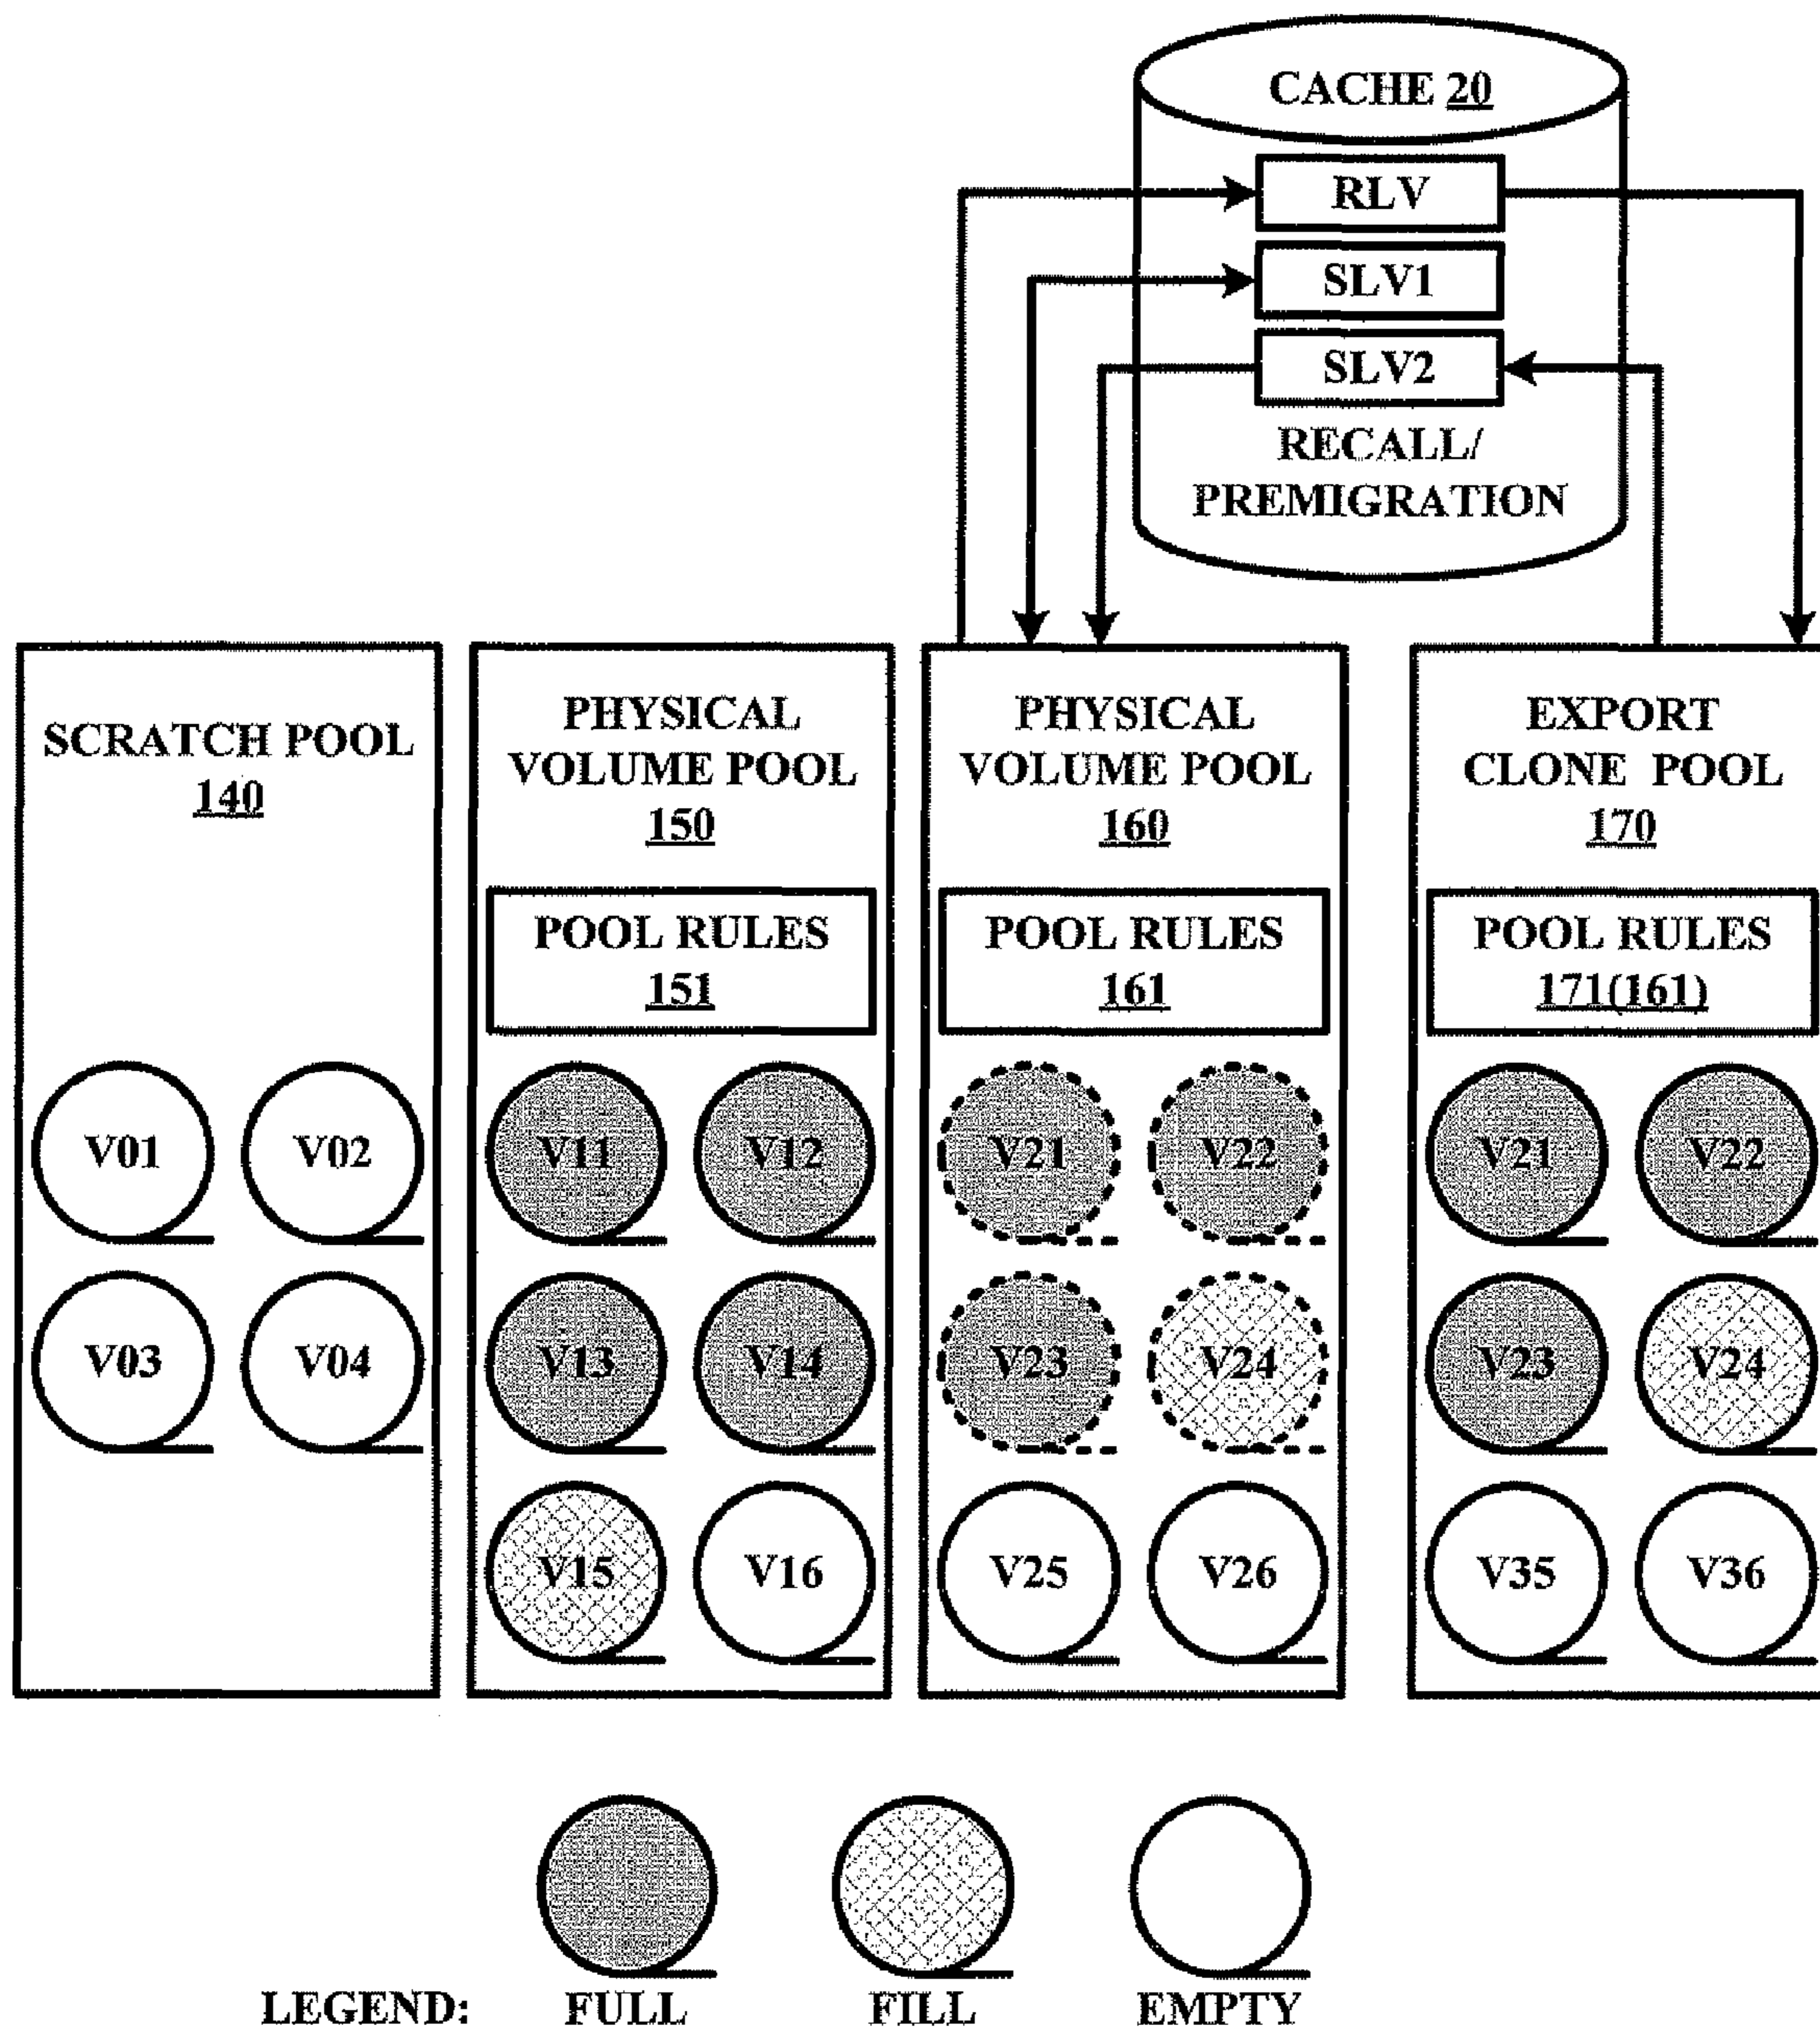 CACHE 20
RLV
SLV1
SLV2
RECALL/
PREMIGRATION
SCRATCH POOL
140
V01 V02
V03 V04
PHYSICAL
VOLUME POOL
150
POOL RULES
151
V11 V12
V13 V14
V15 V16
PHYSICAL
VOLUME POOL
160
POOL RULES
161
V21 V22
V23 V24
V25 V26
EXPORT
CLONE POOL
170
POOL RULES
171(161)
V21 V22
V23 V24
V35 V36
LEGEND: FULL FILL EMPTY